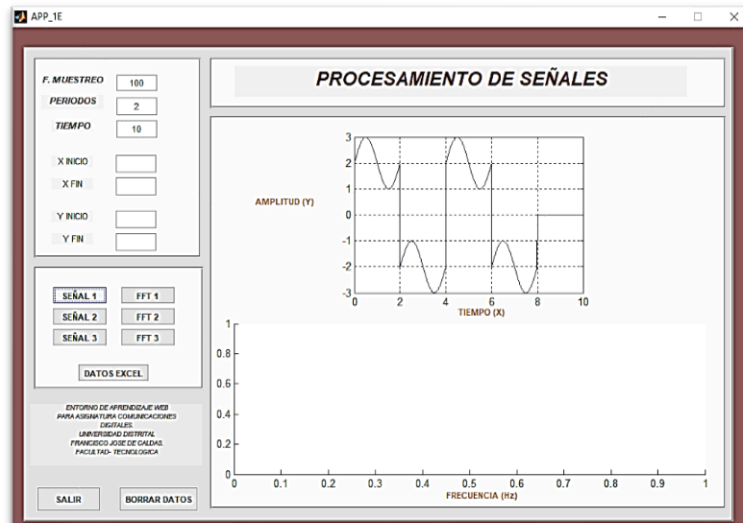 APP_1E
F. MUESTREO 100
PERIODOS 2
TIEMPO 10
X INICIO
X FIN
Y INICIO
Y FIN
SEÑAL 1 FFT 1
SEÑAL 2 FFT 2
SEÑAL 3 FFT 3
DATOS EXCEL
ENTORNO DE APRENDIZAJE WEB
PARA ASIGNATURA COMUNICACIONES
DIGITALES.
UNIVERSIDAD DISTRITAL
FRANCISCO JOSE DE CALDAS.
FACULTAD- TECNOLOGICA
SALIR BORRAR DATOS
PROCESAMIENTO DE SEÑALES
3
2
1
AMPLITUD (Y)
0
-1
-2
-3
0 2 4 6 8 10
TIEMPO (X)
1
0.8
0.6
0.4
0.2
0
0 0.1 0.2 0.3 0.4 0.5 0.6 0.7 0.8 0.9 1
FRECUENCIA (Hz)